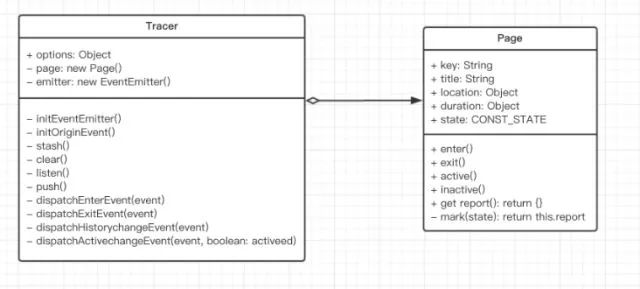 Tracer
+ options: Object
– page: new Page()
– emitter: new EventEmitter()
– initEventEmitter()
– initOriginEvent()
– stash()
– clear()
– listen()
– push()
– dispatchEnterEvent(event)
– dispatchExitEvent(event)
– dispatchHistorychangeEvent(event)
– dispatchActivechangeEvent(event, boolean: activeed)
Page
+ key: String
+ title: String
+ location: Object
+ duration: Object
+ state: CONST_STATE
+ enter()
+ exit()
+ active()
+ inactive()
+ get report(): return {}
– mark(state): return this.report